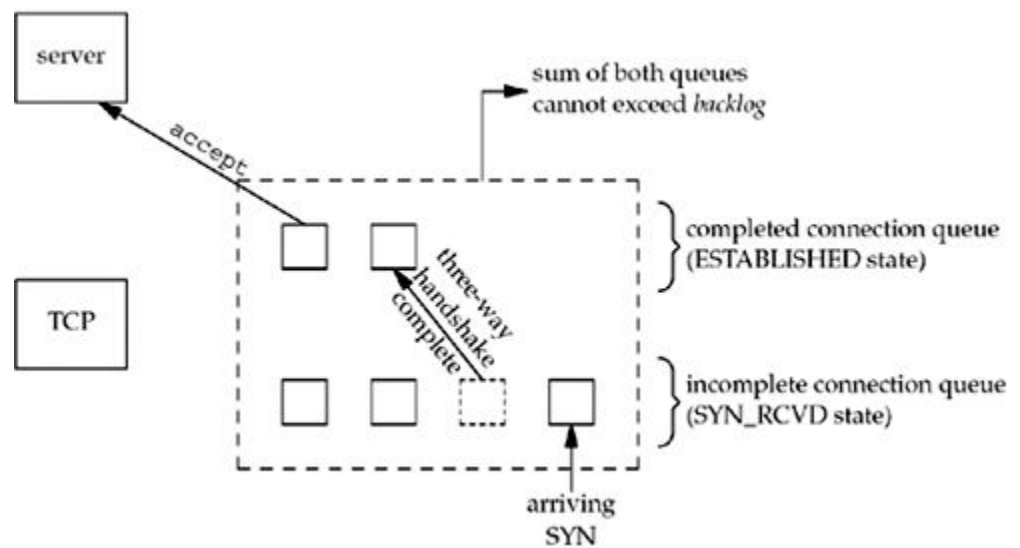 server
sum of both queues
cannot exceed backlog
accept
completed connection queue
(ESTABLISHED state)
three-way
handshake
complete
TCP
incomplete connection queue
(SYN_RCVD state)
arriving
SYN